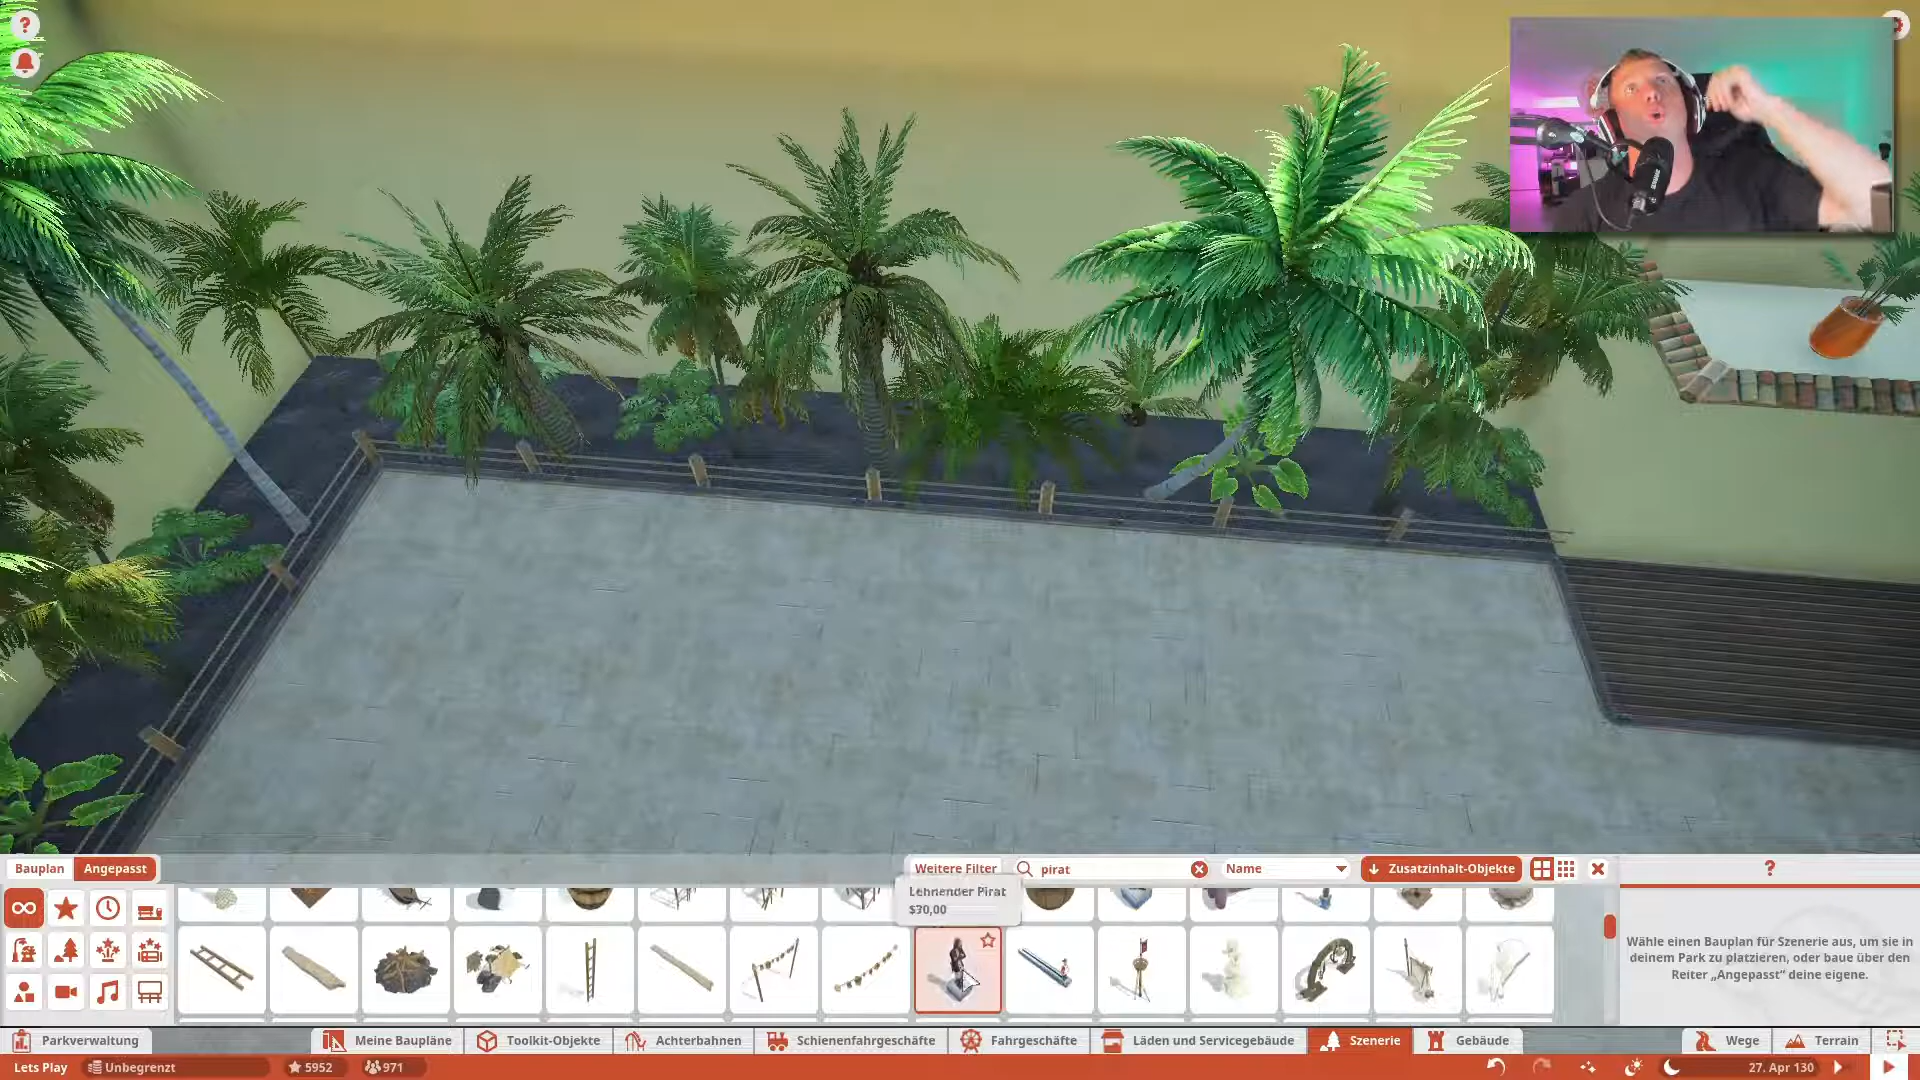 ?
Bauplan
Angepasst
Weitere Filter
pirat
Name
Zusatzinhalt-Objekte
?
Lehnender Pirat
$30,00
Wähle einen Bauplan für Szenerie aus, um sie in
deinem Park zu platzieren, oder baue über den
Reiter „Angepasst“ deine eigene.
Parkverwaltung
Meine Baupläne
Toolkit-Objekte
Achterbahnen
Schienenfahrgeschäfte
Fahrgeschäfte
Läden und Servicegebäude
Szenerie
Gebäude
Wege
Terrain
Lets Play
Unbegrenzt
5952
971
27. Apr 130